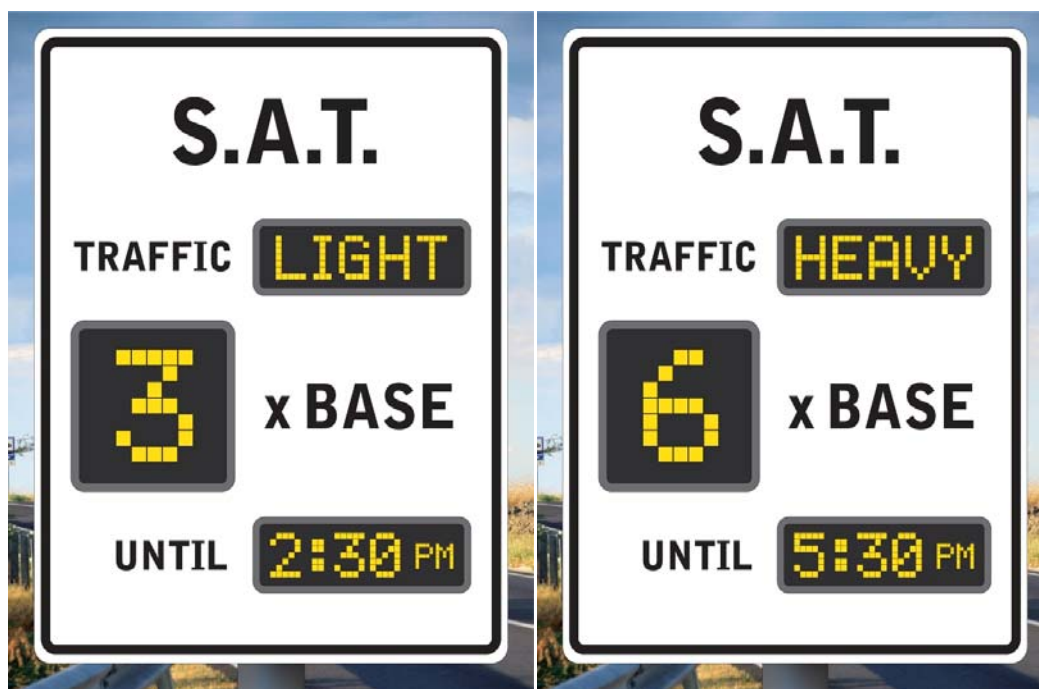 S.A.T.
TRAFFIC LIGHT
3 x BASE
UNTIL 2:30 PM
S.A.T.
TRAFFIC HEAVY
6 x BASE
UNTIL 5:30 PM